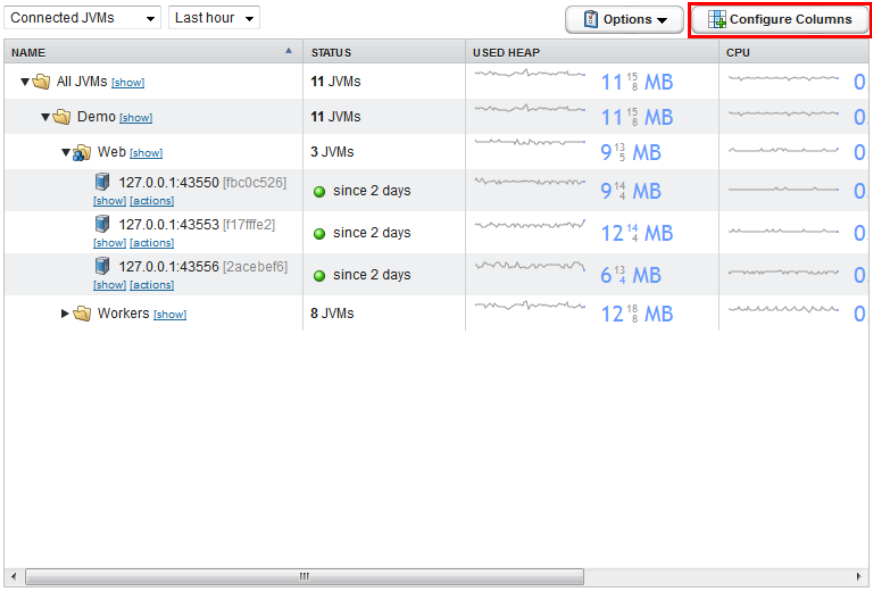 Connected JVMs Last hour Options Configure Columns
NAME STATUS USED HEAP CPU
All JVMs [show] 11 JVMs 11 15 8 MB 0
Demo [show] 11 JVMs 11 15 8 MB 0
Web [show] 3 JVMs 9 13 5 MB 0
127.0.0.1:43550 [fbc0c526]
[show] [actions] since 2 days 9 14 4 MB 0
127.0.0.1:43553 [f17fffe2]
[show] [actions] since 2 days 12 14 4 MB 0
127.0.0.1:43556 [2acebef6]
[show] [actions] since 2 days 6 13 4 MB 0
Workers [show] 8 JVMs 12 18 8 MB 0